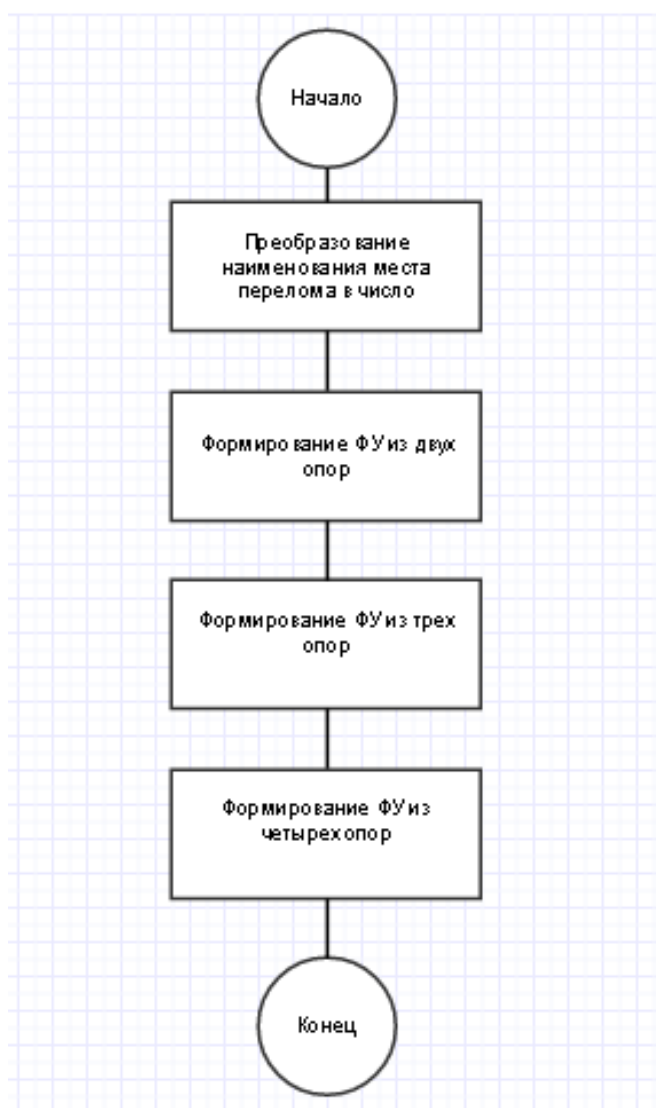 Начало
Преобразование
наименования места
перелома в число
Формирование ФУ из двух
опор
Формирование ФУ из трех
опор
Формирование ФУ из
четырех опор
Конец